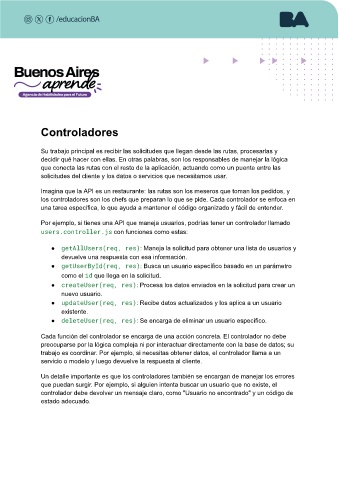 /educacionBA
BA
Buenos Aires
aprende
Agencia de Habilidades para el Futuro
Controladores
Su trabajo principal es recibir las solicitudes que llegan desde las rutas, procesarlas y
decidir qué hacer con ellas. En otras palabras, son los responsables de manejar la lógica
que conecta las rutas con el resto de la aplicación, actuando como un puente entre las
solicitudes del cliente y los datos o servicios que necesitamos usar.
Imagina que la API es un restaurante: las rutas son los meseros que toman los pedidos, y
los controladores son los chefs que preparan lo que se pide. Cada controlador se enfoca en
una tarea específica, lo que ayuda a mantener el código organizado y fácil de entender.
Por ejemplo, si tienes una API que maneja usuarios, podrías tener un controlador llamado
users.controller.js con funciones como estas:
● getAllUsers(req, res): Maneja la solicitud para obtener una lista de usuarios y
devuelve una respuesta con esa información.
● getUserById(req, res): Busca un usuario específico basado en un parámetro
como el id que llega en la solicitud.
● createUser(req, res): Procesa los datos enviados en la solicitud para crear un
nuevo usuario.
● updateUser(req, res): Recibe datos actualizados y los aplica a un usuario
existente.
● deleteUser(req, res): Se encarga de eliminar un usuario específico.
Cada función del controlador se encarga de una acción concreta. El controlador no debe
preocuparse por la lógica compleja ni por interactuar directamente con la base de datos; su
trabajo es coordinar. Por ejemplo, si necesitas obtener datos, el controlador llama a un
servicio o modelo y luego devuelve la respuesta al cliente.
Un detalle importante es que los controladores también se encargan de manejar los errores
que puedan surgir. Por ejemplo, si alguien intenta buscar un usuario que no existe, el
controlador debe devolver un mensaje claro, como "Usuario no encontrado" y un código de
estado adecuado.